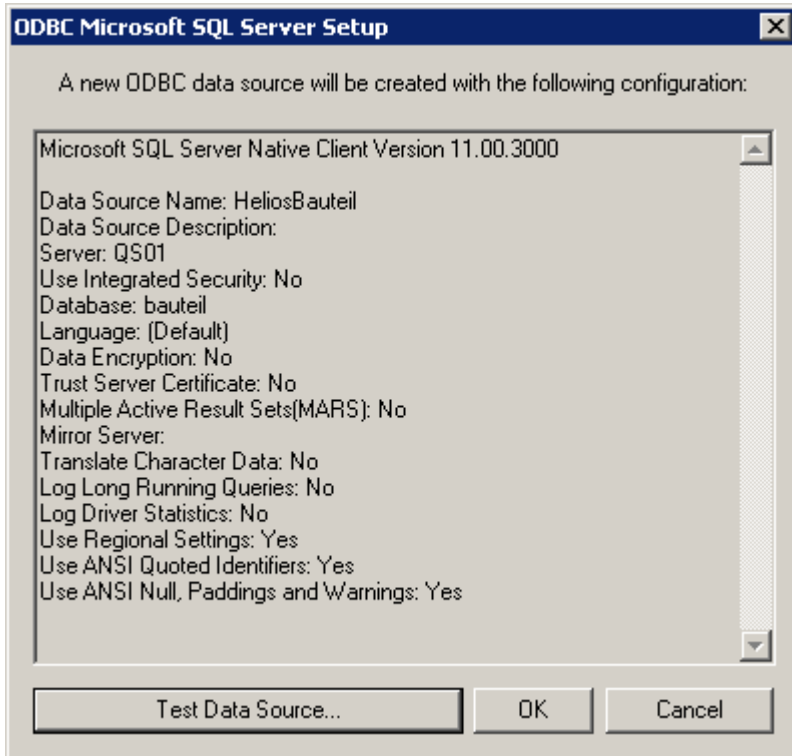 ODBC Microsoft SQL Server Setup
A new ODBC data source will be created with the following configuration:
Microsoft SQL Server Native Client Version 11.00.3000
Data Source Name: HeliosBauteil
Data Source Description:
Server: QS01
Use Integrated Security: No
Database: bauteil
Language: (Default)
Data Encryption: No
Trust Server Certificate: No
Multiple Active Result Sets(MARS): No
Mirror Server:
Translate Character Data: No
Log Long Running Queries: No
Log Driver Statistics: No
Use Regional Settings: Yes
Use ANSI Quoted Identifiers: Yes
Use ANSI Null, Paddings and Warnings: Yes
Test Data Source... OK Cancel